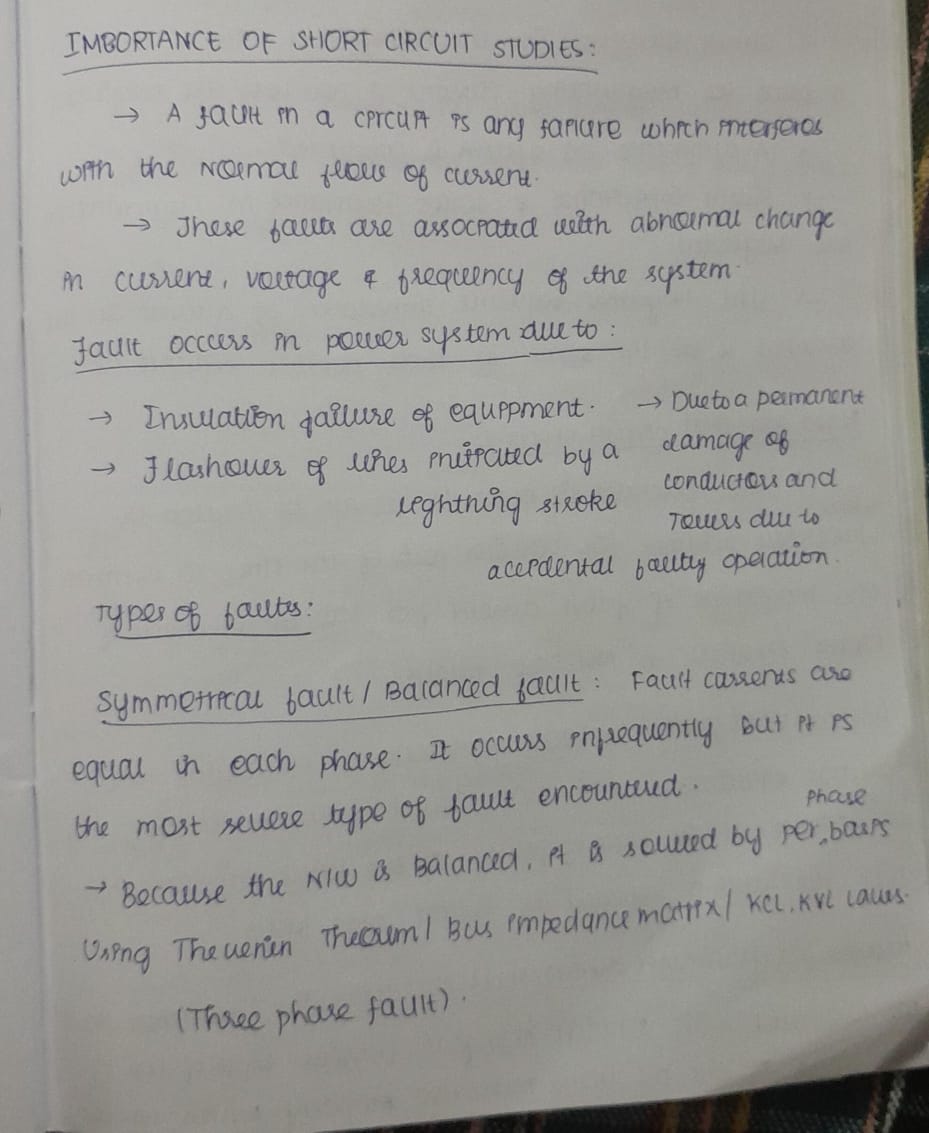 IMPORTANCE OF SHORT CIRCUIT STUDIES:
→ A fault in a circuit is any failure which interferes
with the Normal flow of current.
→ These faults are associated with abnormal change
in current, voltage & frequency of the system.
Fault occurs in power system due to:
→ Insulation failure of equipment.
→ Flashover of lines initiated by a
lightning stroke
→ Due to a permanent
damage of
conductors and
Towers due to
accidental faulty operation.
Types of faults:
Symmetrical fault / Balanced fault: Fault currents are
equal in each phase. It occurs infrequently but it is
the most severe type of fault encountered.
→ Because the N/W is Balanced, it is solved by per phase basis
Using Thevenin Theorem / Bus impedance matrix / KCL, KVL laws.
(Three phase fault).